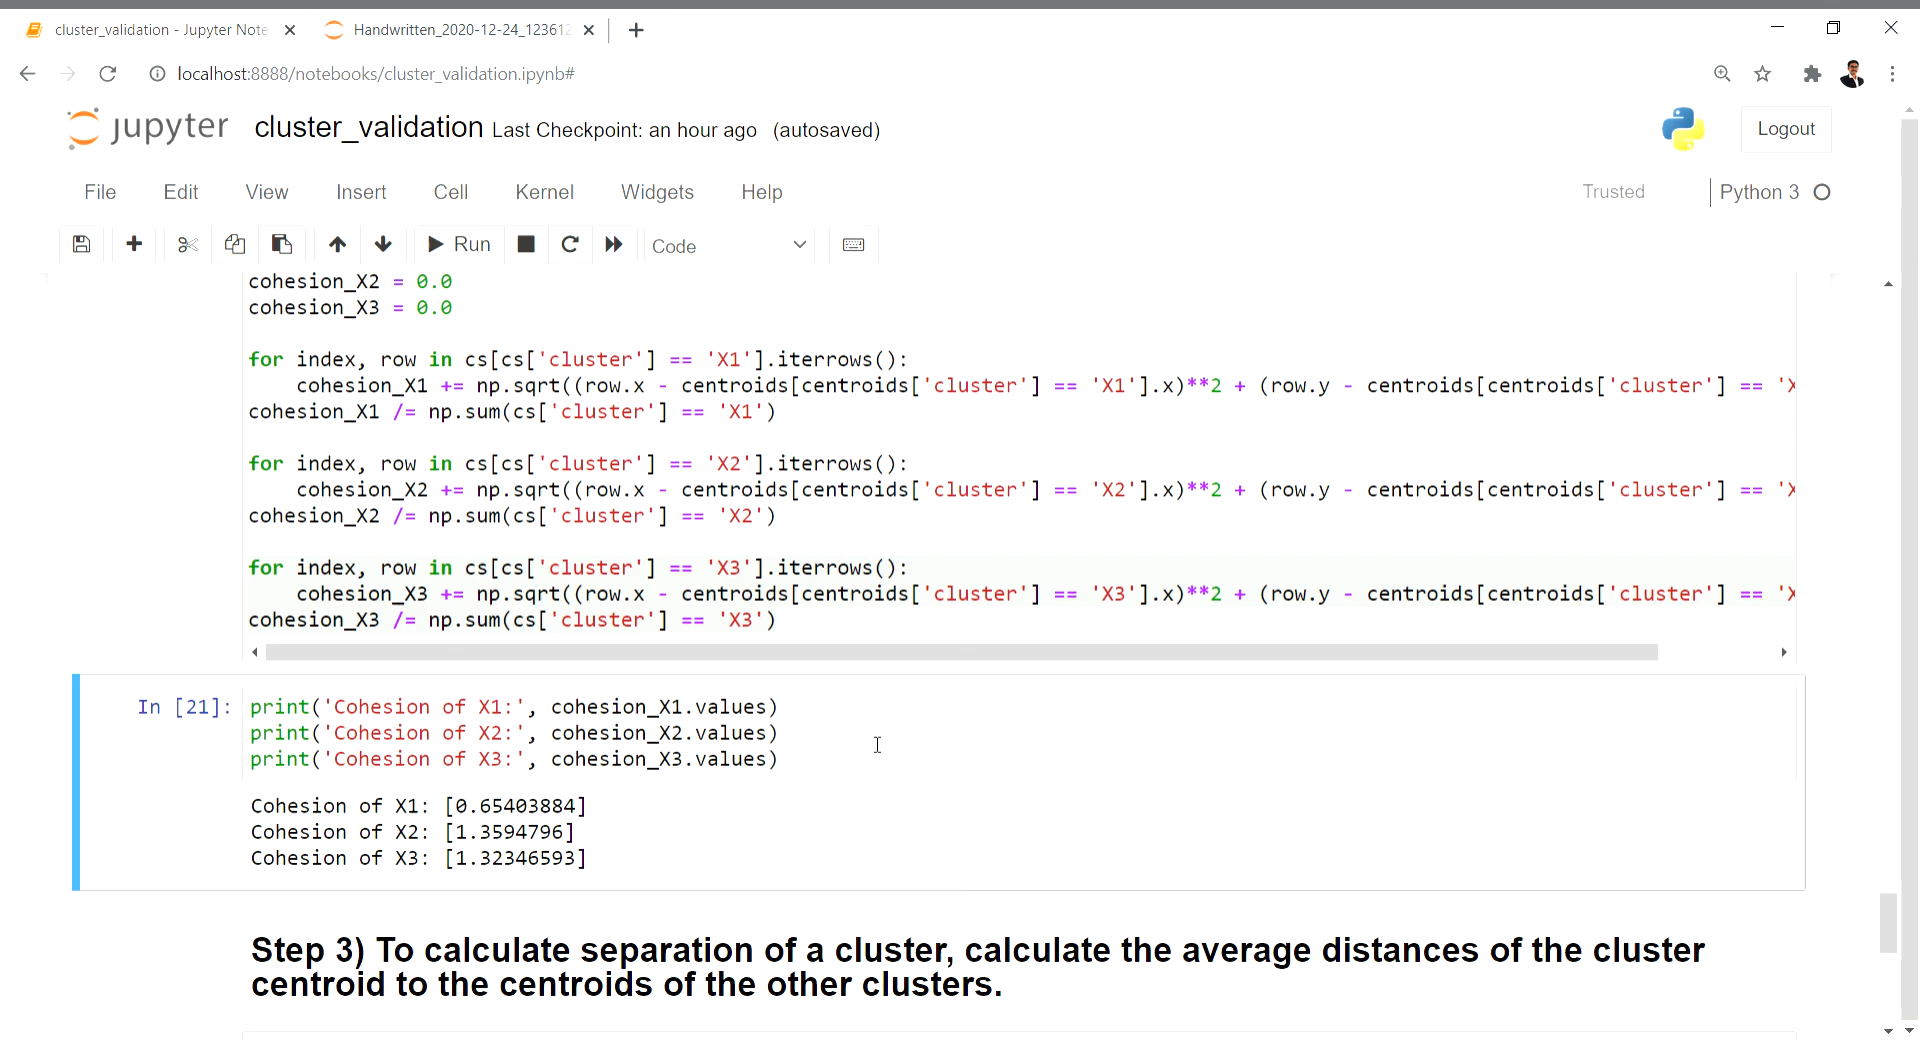 cluster_validation - Jupyter Note
Handwritten_2020-12-24_12361
localhost:8888/notebooks/cluster_validation.ipynb#
jupyter cluster_validation Last Checkpoint: an hour ago (autosaved)
Logout
File Edit View Insert Cell Kernel Widgets Help
Trusted Python 3
Run Code
cohesion_X2 = 0.0
cohesion_X3 = 0.0
for index, row in cs[cs['cluster'] == 'X1'].iterrows():
    cohesion_X1 += np.sqrt((row.x - centroids[centroids['cluster'] == 'X1'].x)**2 + (row.y - centroids[centroids['cluster'] == 'X
cohesion_X1 /= np.sum(cs['cluster'] == 'X1')
for index, row in cs[cs['cluster'] == 'X2'].iterrows():
    cohesion_X2 += np.sqrt((row.x - centroids[centroids['cluster'] == 'X2'].x)**2 + (row.y - centroids[centroids['cluster'] == 'X
cohesion_X2 /= np.sum(cs['cluster'] == 'X2')
for index, row in cs[cs['cluster'] == 'X3'].iterrows():
    cohesion_X3 += np.sqrt((row.x - centroids[centroids['cluster'] == 'X3'].x)**2 + (row.y - centroids[centroids['cluster'] == 'X
cohesion_X3 /= np.sum(cs['cluster'] == 'X3')
In [21]: print('Cohesion of X1:', cohesion_X1.values)
print('Cohesion of X2:', cohesion_X2.values)
print('Cohesion of X3:', cohesion_X3.values)
Cohesion of X1: [0.65403884]
Cohesion of X2: [1.3594796]
Cohesion of X3: [1.32346593]
Step 3) To calculate separation of a cluster, calculate the average distances of the cluster
centroid to the centroids of the other clusters.